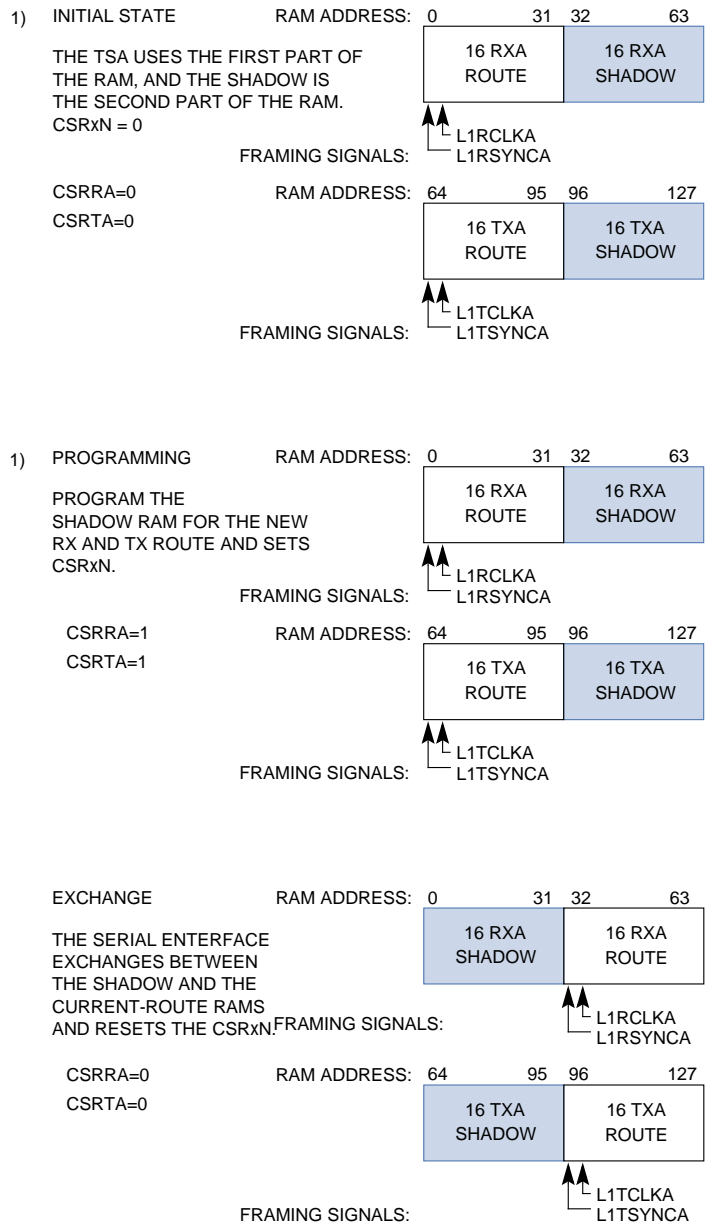 1) INITIAL STATE RAM ADDRESS: 0 31 32 63
THE TSA USES THE FIRST PART OF
THE RAM, AND THE SHADOW IS
THE SECOND PART OF THE RAM.
CSRxN = 0
16 RXA
ROUTE
16 RXA
SHADOW
L1RCLKA
FRAMING SIGNALS: L1RSYNCA
CSRRA=0
CSRTA=0
RAM ADDRESS: 64 95 96 127
16 TXA
ROUTE
16 TXA
SHADOW
L1TCLKA
FRAMING SIGNALS: L1TSYNCA
1) PROGRAMMING RAM ADDRESS: 0 31 32 63
PROGRAM THE
SHADOW RAM FOR THE NEW
RX AND TX ROUTE AND SETS
CSRxN.
16 RXA
ROUTE
16 RXA
SHADOW
L1RCLKA
FRAMING SIGNALS: L1RSYNCA
CSRRA=1
CSRTA=1
RAM ADDRESS: 64 95 96 127
16 TXA
ROUTE
16 TXA
SHADOW
L1TCLKA
FRAMING SIGNALS: L1TSYNCA
EXCHANGE RAM ADDRESS: 0 31 32 63
THE SERIAL ENTERFACE
EXCHANGES BETWEEN
THE SHADOW AND THE
CURRENT-ROUTE RAMS
AND RESETS THE CSRxN.
16 RXA
SHADOW
16 RXA
ROUTE
L1RCLKA
FRAMING SIGNALS: L1RSYNCA
CSRRA=0
CSRTA=0
RAM ADDRESS: 64 95 96 127
16 TXA
SHADOW
16 TXA
ROUTE
L1TCLKA
FRAMING SIGNALS: L1TSYNCA